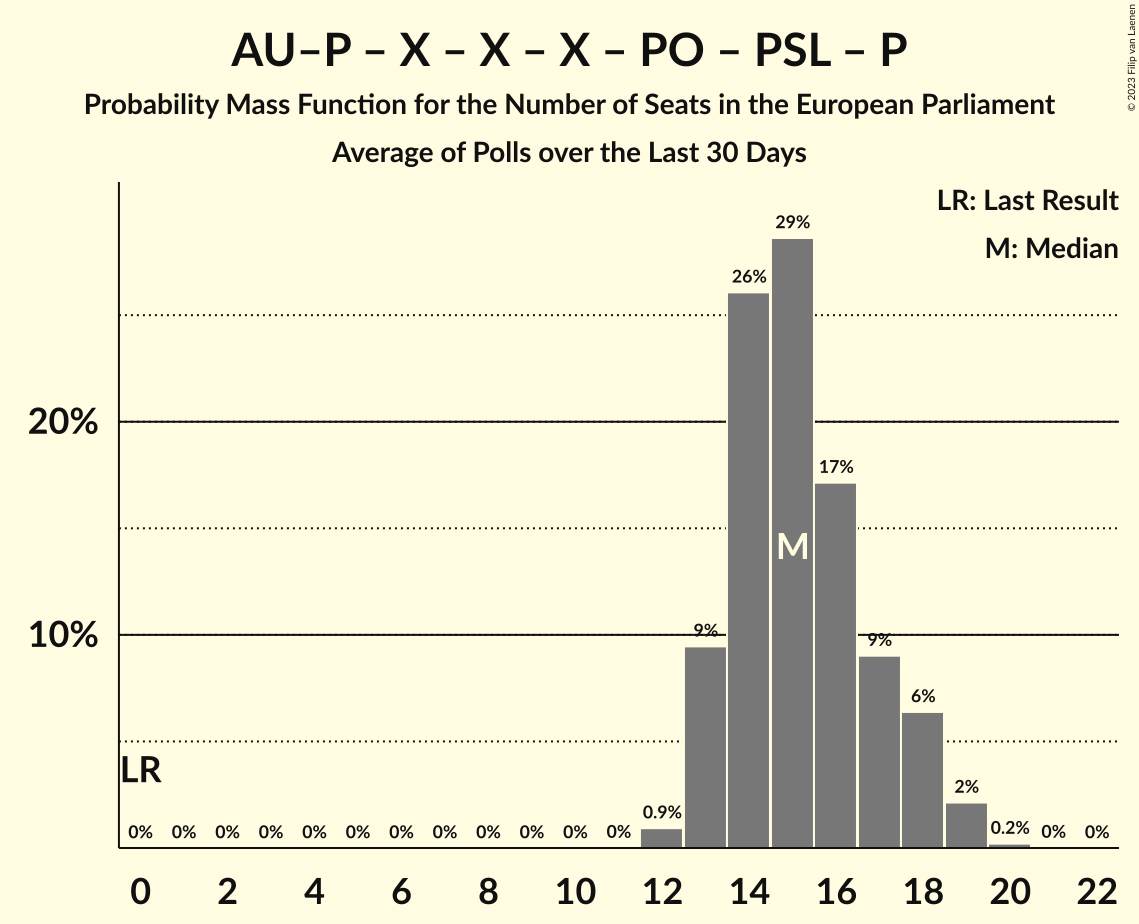 AU–P – X – X – X – PO – PSL – P
Probability Mass Function for the Number of Seats in the European Parliament
Average of Polls over the Last 30 Days
© 2023 Filip van Laenen
LR: Last Result
M: Median
29%
26%
20%
17%
M
10%
9%
9%
6%
LR
2%
0% 0% 0% 0% 0% 0% 0% 0% 0% 0% 0% 0% 0.9% 0.2% 0% 0%
0 2 4 6 8 10 12 14 16 18 20 22